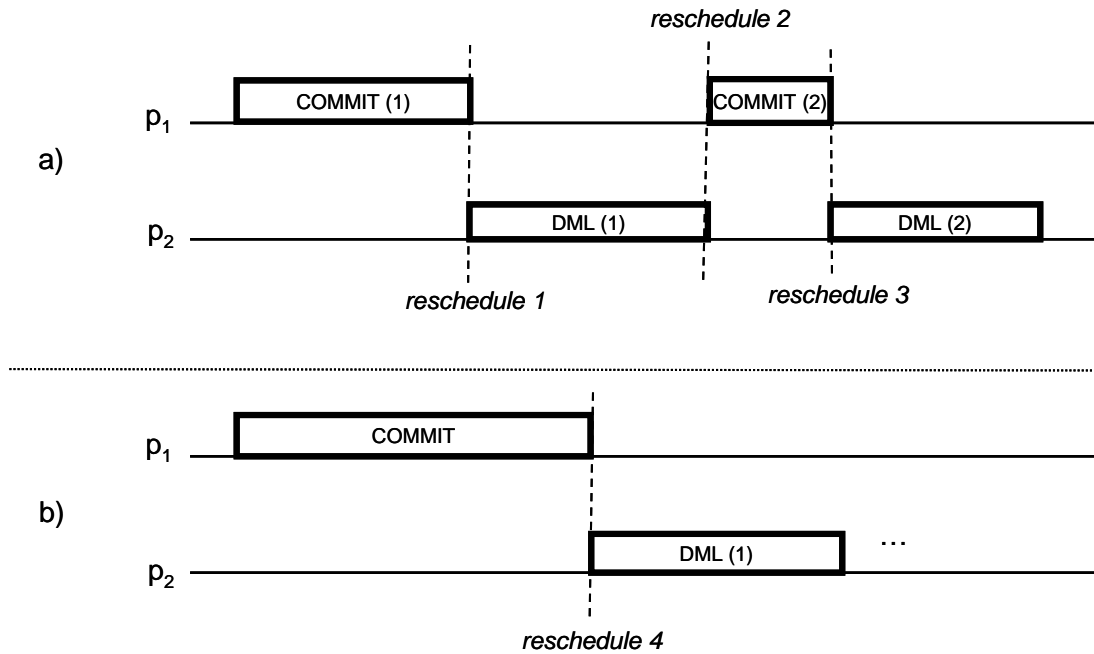 reschedule 2
COMMIT (1)
COMMIT (2)
p1
a)
DML (1)
DML (2)
p2
reschedule 1
reschedule 3
COMMIT
p1
b)
DML (1)
...
p2
reschedule 4